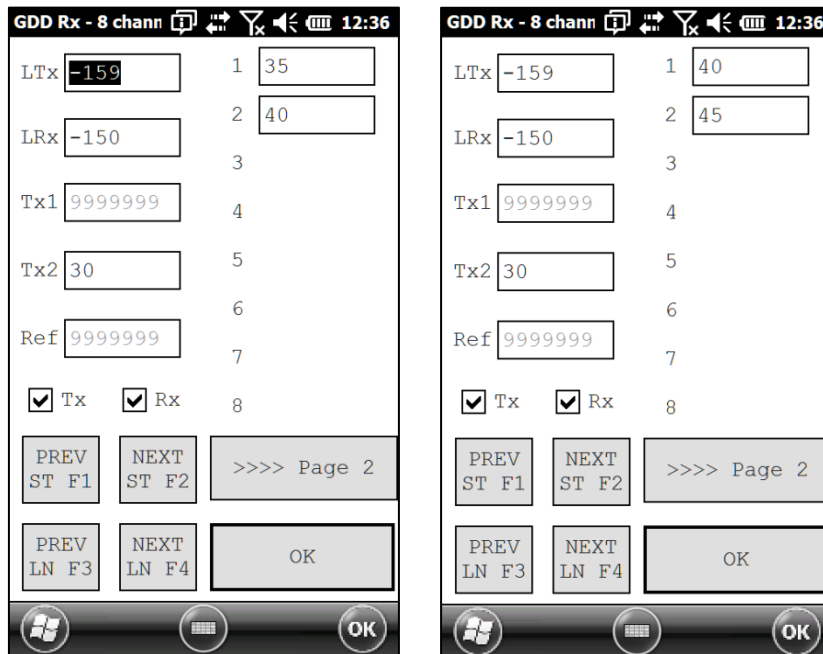 GDD Rx - 8 chann 12:36
LTx -159
LRx -150
Tx1 9999999
Tx2 30
Ref 9999999
Tx Rx
1 35
2 40
3
4
5
6
7
8
PREV ST F1
NEXT ST F2
>>>> Page 2
PREV LN F3
NEXT LN F4
OK
OK
GDD Rx - 8 chann 12:36
LTx -159
LRx -150
Tx1 9999999
Tx2 30
Ref 9999999
Tx Rx
1 40
2 45
3
4
5
6
7
8
PREV ST F1
NEXT ST F2
>>>> Page 2
PREV LN F3
NEXT LN F4
OK
OK